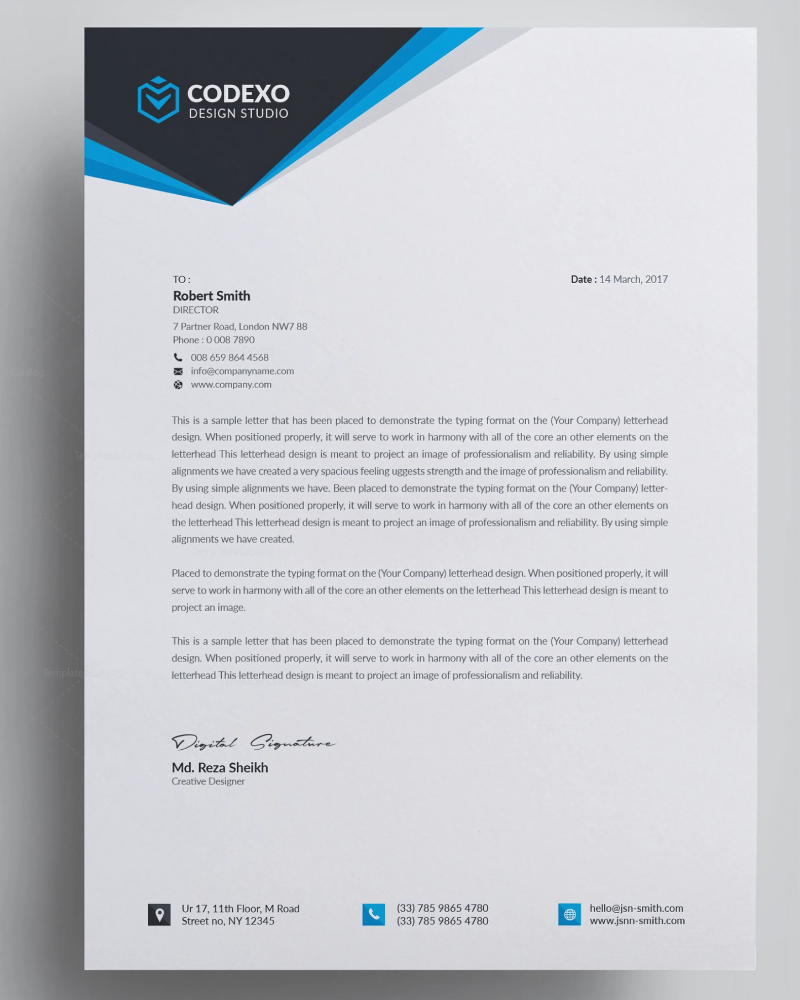 CODEXO
DESIGN STUDIO
TO :
Date : 14 March, 2017
Robert Smith
DIRECTOR
7 Partner Road, London NW7 88
Phone : 0 008 7890
008 659 864 4568
info@companyname.com
www.company.com
This is a sample letter that has been placed to demonstrate the typing format on the (Your Company) letterhead
design. When positioned properly, it will serve to work in harmony with all of the core an other elements on the
letterhead This letterhead design is meant to project an image of professionalism and reliability. By using simple
alignments we have created a very spacious feeling uggests strength and the image of professionalism and reliability.
By using simple alignments we have. Been placed to demonstrate the typing format on the (Your Company) letter-
head design. When positioned properly, it will serve to work in harmony with all of the core an other elements on
the letterhead This letterhead design is meant to project an image of professionalism and reliability. By using simple
alignments we have created.
Placed to demonstrate the typing format on the (Your Company) letterhead design. When positioned properly, it will
serve to work in harmony with all of the core an other elements on the letterhead This letterhead design is meant to
project an image.
This is a sample letter that has been placed to demonstrate the typing format on the (Your Company) letterhead
design. When positioned properly, it will serve to work in harmony with all of the core an other elements on the
letterhead This letterhead design is meant to project an image of professionalism and reliability.
Digital Signature
Md. Reza Sheikh
Creative Designer
Ur 17, 11th Floor, M Road
Street no, NY 12345
(33) 785 9865 4780
(33) 785 9865 4780
hello@jsn-smith.com
www.jsnn-smith.com